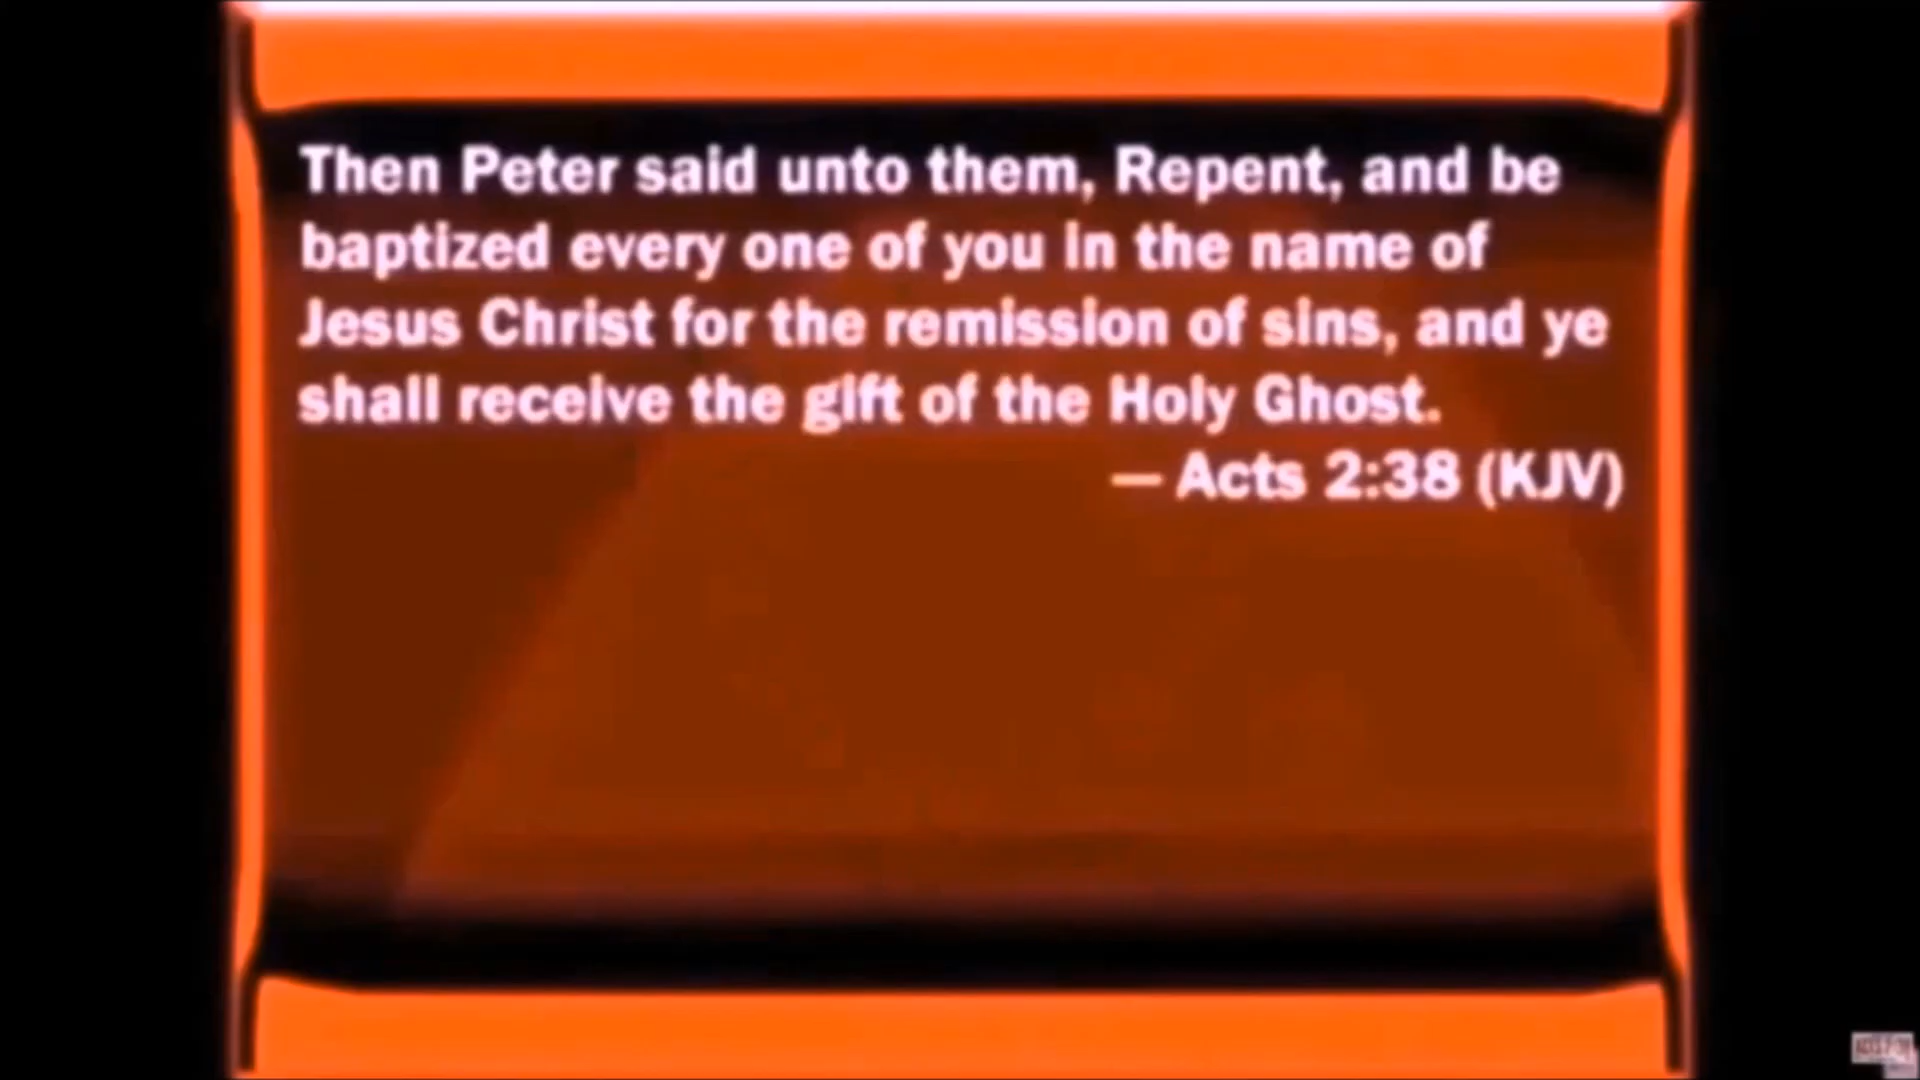 Then Peter said unto them, Repent, and be
baptized every one of you in the name of
Jesus Christ for the remission of sins, and ye
shall receive the gift of the Holy Ghost.
— Acts 2:38 (KJV)